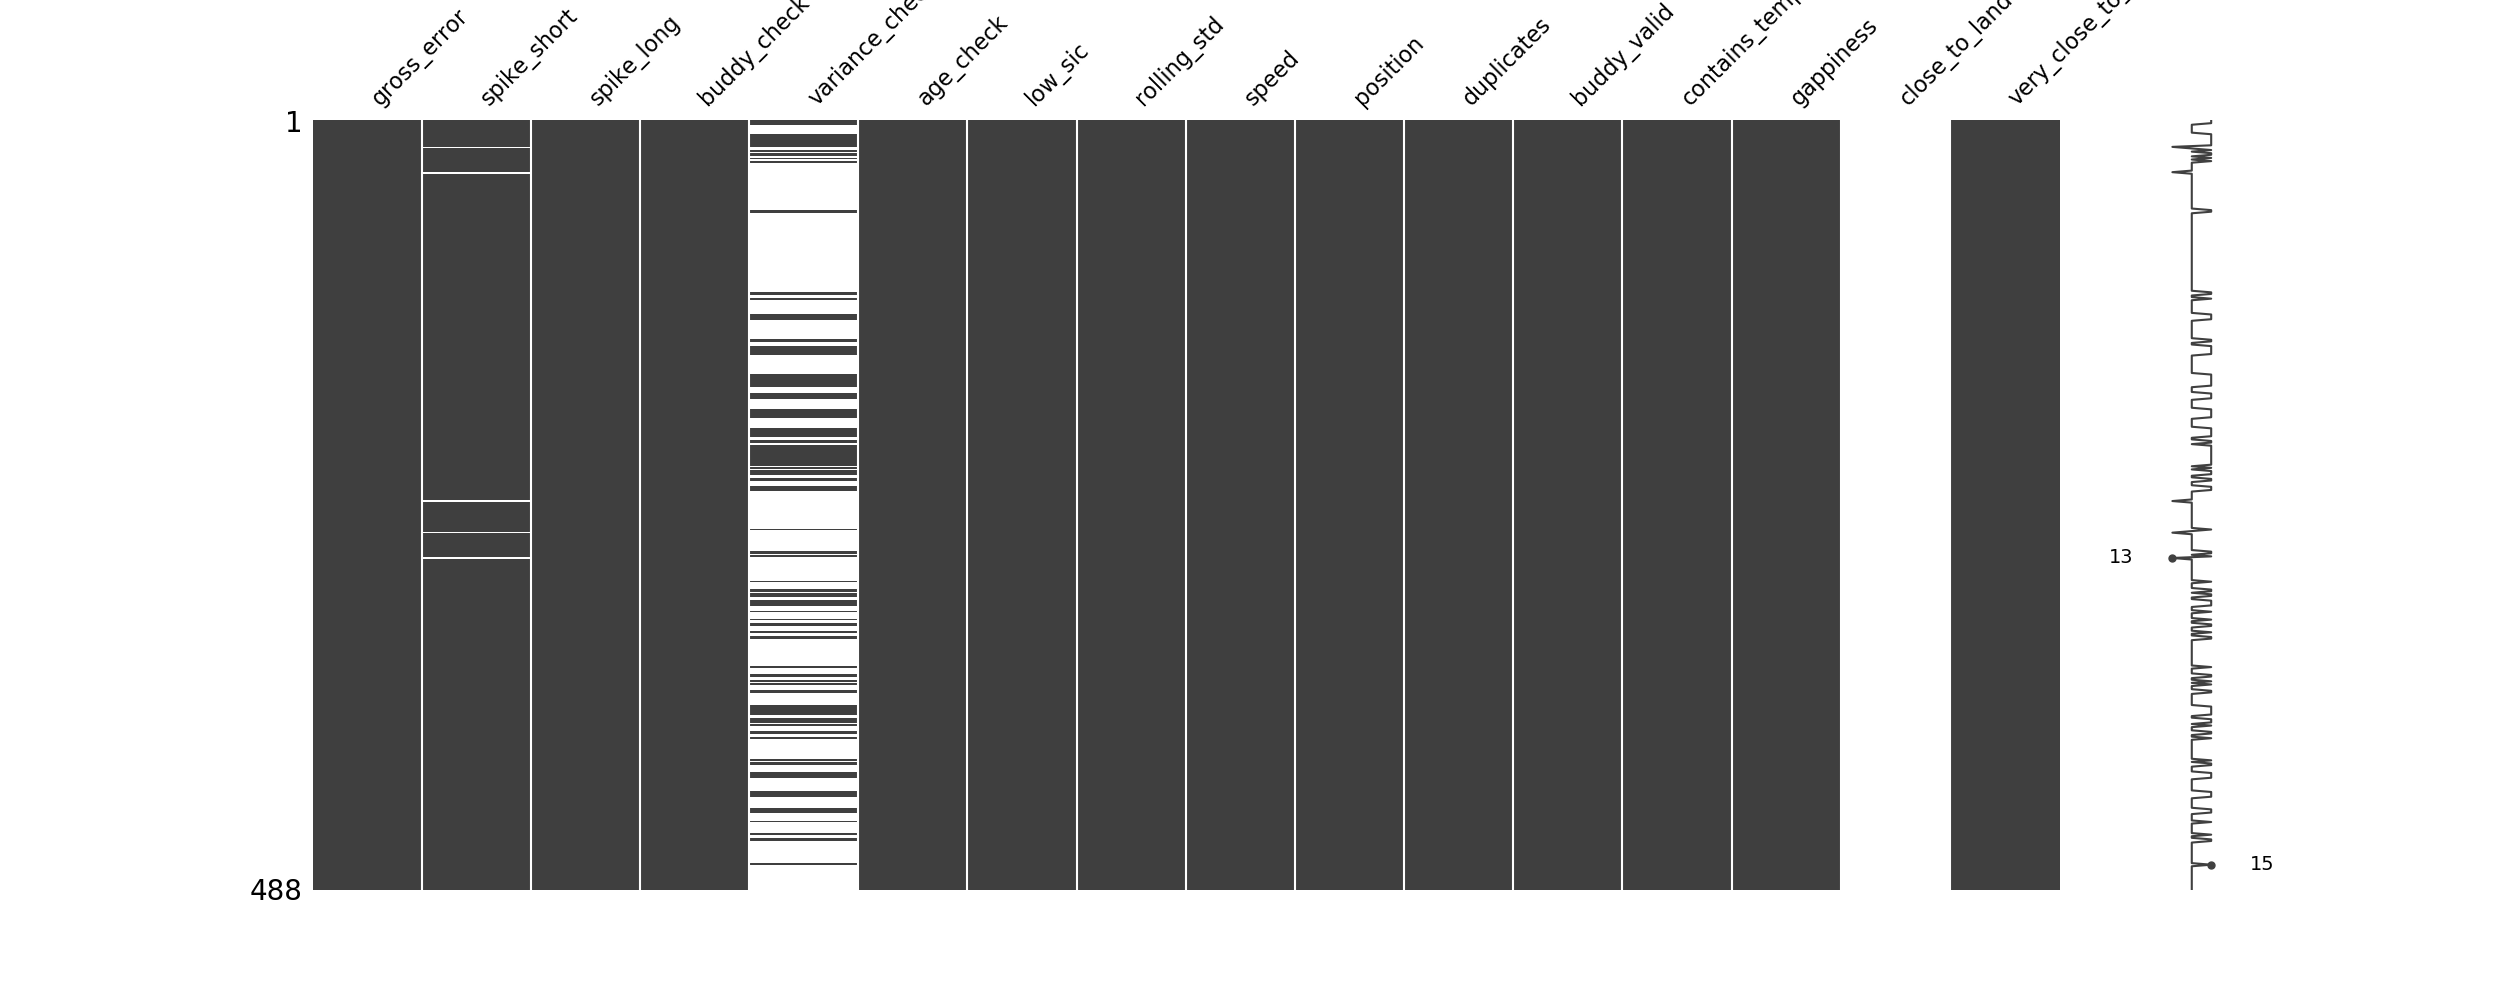 gross_error
spike_short
spike_long
buddy_check
age_check
low_sic
rolling_std
speed
position
duplicates
buddy_valid
gappiness
close_to_land
1
13
15
488